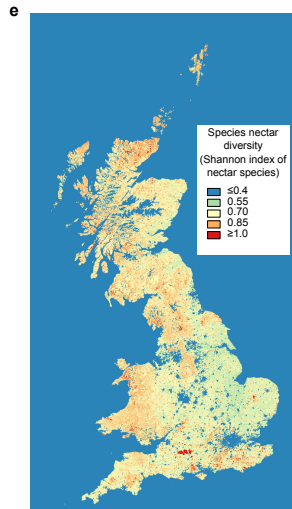 e
Species nectar
diversity
(Shannon index of
nectar species)
≤0.4
0.55
0.70
0.85
≥1.0